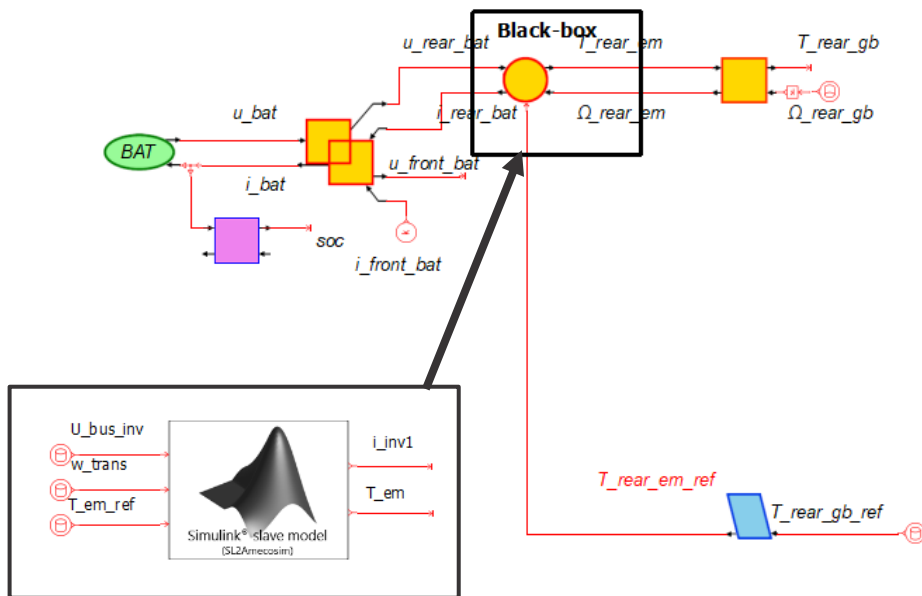 Black-box
u_rear_bat
T_rear_em
T_rear_gb
u_bat
i_rear_bat
Ω_rear_em
Ω_rear_gb
BAT
u_front_bat
i_bat
soc
i_front_bat
U_bus_inv
i_inv1
w_trans
T_em
T_em_ref
Simulink® slave model
(SL2Amecosim)
T_rear_em_ref
T_rear_gb_ref